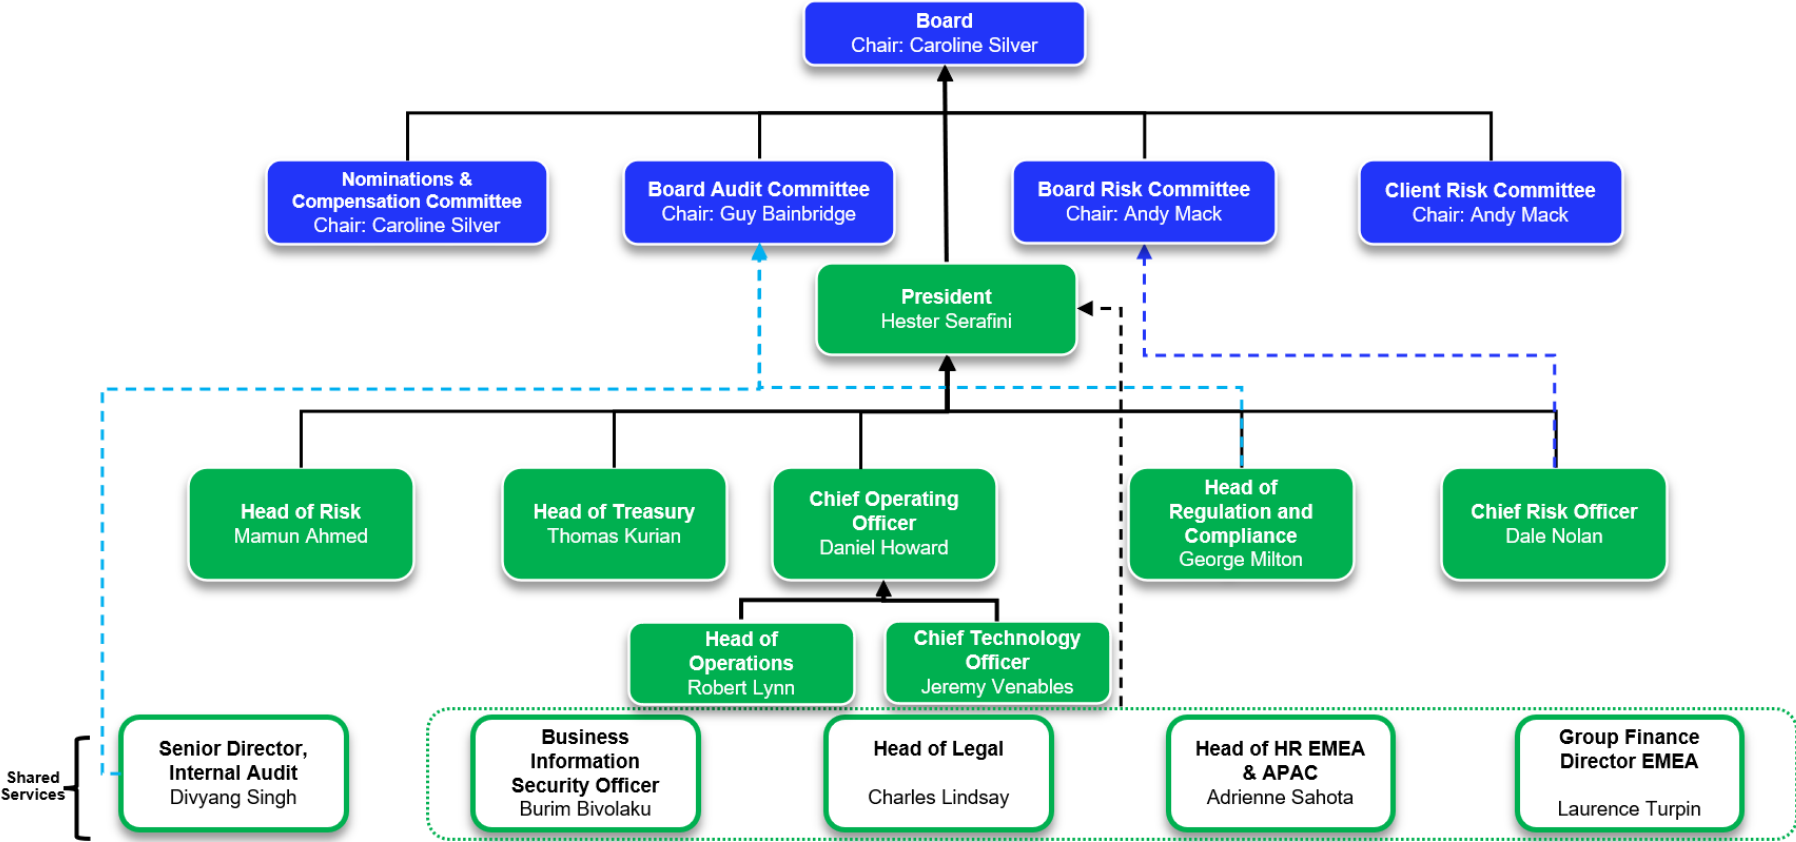 Board
Chair: Caroline Silver
Nominations &
Compensation Committee
Chair: Caroline Silver
Board Audit Committee
Chair: Guy Bainbridge
Board Risk Committee
Chair: Andy Mack
Client Risk Committee
Chair: Andy Mack
President
Hester Serafini
Head of Risk
Mamun Ahmed
Head of Treasury
Thomas Kurian
Chief Operating
Officer
Daniel Howard
Head of
Regulation and
Compliance
George Milton
Chief Risk Officer
Dale Nolan
Head of
Operations
Robert Lynn
Chief Technology
Officer
Jeremy Venables
Shared
Services
Senior Director,
Internal Audit
Divyang Singh
Business
Information
Security Officer
Burim Bivolaku
Head of Legal
Charles Lindsay
Head of HR EMEA
& APAC
Adrienne Sahota
Group Finance
Director EMEA
Laurence Turpin